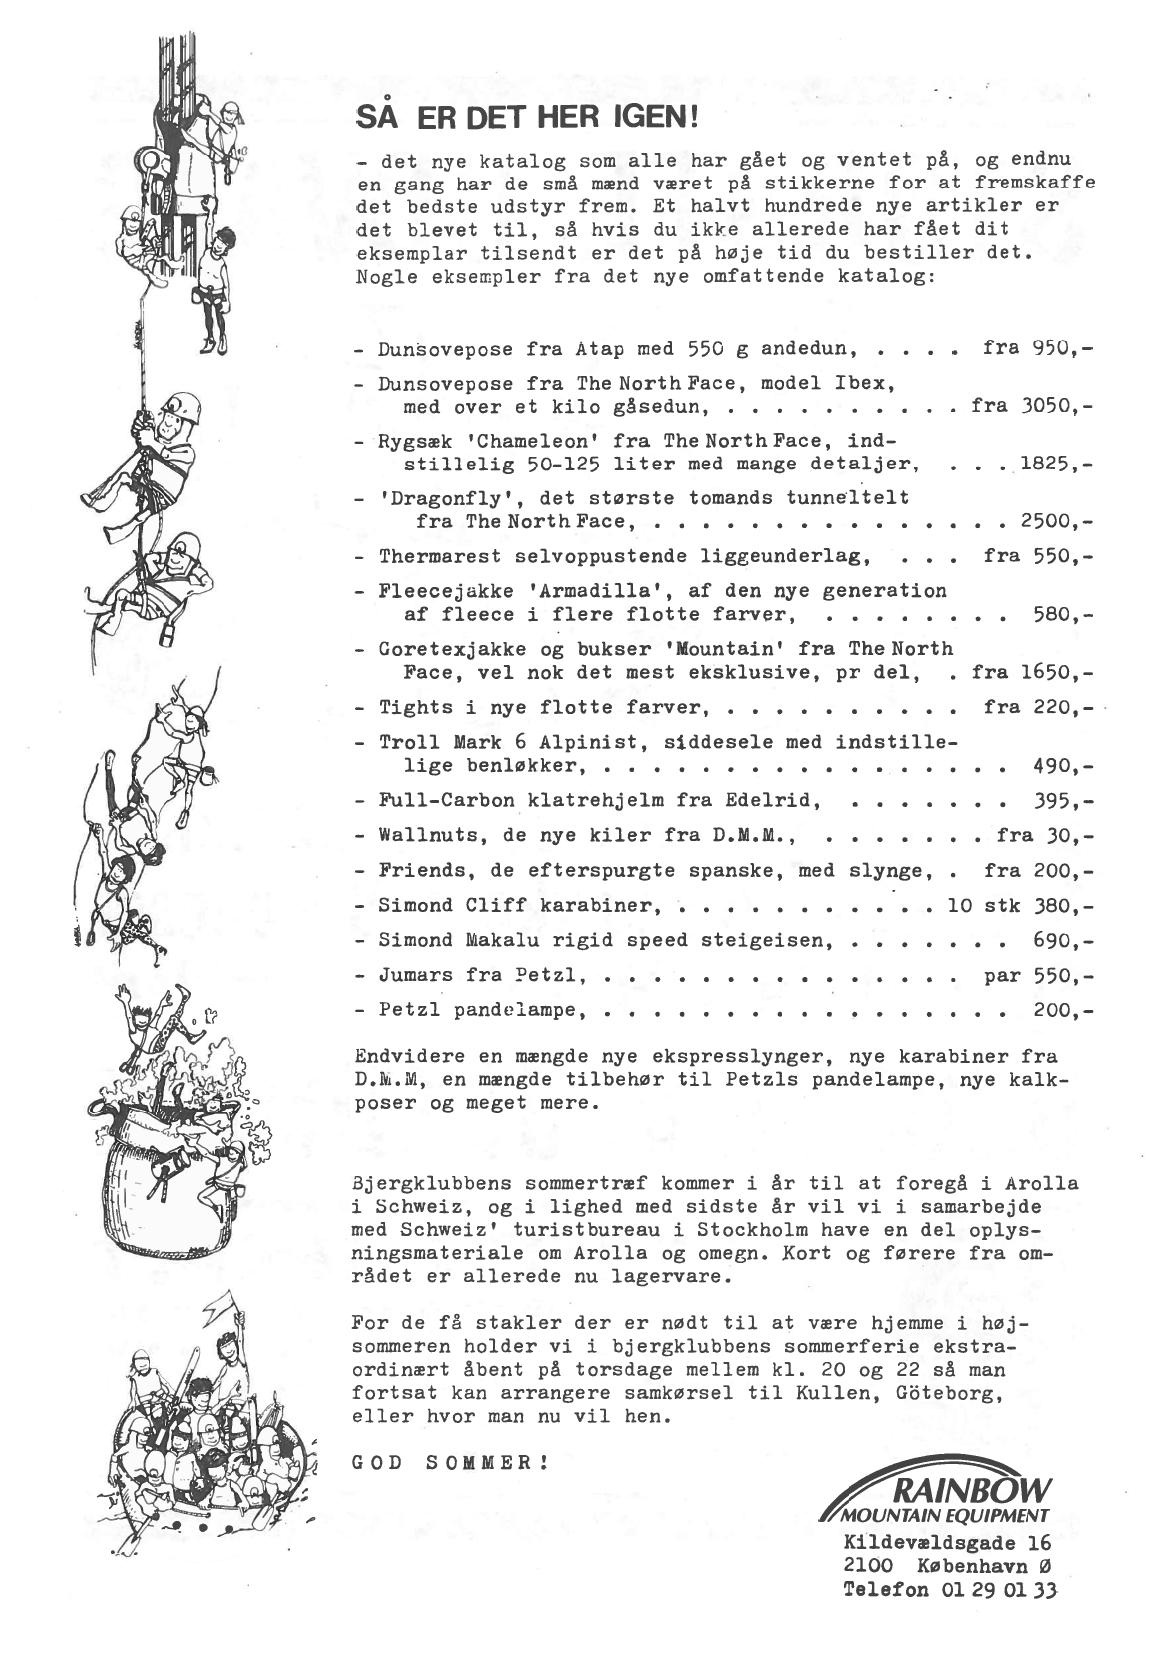 SÅ ER DET HER IGEN!
- det nye katalog som alle har gået og ventet på, og endnu
en gang har de små mænd været på stikkerne for at fremskaffe
det bedste udstyr frem. Et halvt hundrede nye artikler er
det blevet til, så hvis du ikke allerede har fået dit
eksemplar tilsendt er det på høje tid du bestiller det.
Nogle eksempler fra det nye omfattende katalog:
- Dunsovepose fra Atap med 550 g andedun, . . . . fra 950,-
- Dunsovepose fra The North Face, model Ibex,
med over et kilo gåsedun, . . . . . . . . . . fra 3050,-
- Rygsæk 'Chameleon' fra The North Face, ind-
stillelig 50-125 liter med mange detaljer, . . . 1825,-
- 'Dragonfly', det største tomands tunneltelt
fra The North Face, . . . . . . . . . . . . . . . 2500,-
- Thermarest selvoppustende liggeunderlag, . . . fra 550,-
- Fleecejakke 'Armadilla', af den nye generation
af fleece i flere flotte farver, . . . . . . . . 580,-
- Goretexjakke og bukser 'Mountain' fra The North
Face, vel nok det mest eksklusive, pr del, . fra 1650,-
- Tights i nye flotte farver, . . . . . . . . . . fra 220,-
- Troll Mark 6 Alpinist, siddesele med indstille-
lige benløkker, . . . . . . . . . . . . . . . . . 490,-
- Full-Carbon klatrehjelm fra Edelrid, . . . . . . . 395,-
- Wallnuts, de nye kiler fra D.M.M., . . . . . . . fra 30,-
- Friends, de efterspurgte spanske, med slynge, . fra 200,-
- Simond Cliff karabiner, . . . . . . . . . . . 10 stk 380,-
- Simond Makalu rigid speed steigeisen, . . . . . . . 690,-
- Jumars fra Petzl, . . . . . . . . . . . . . . . par 550,-
- Petzl pandelampe, . . . . . . . . . . . . . . . . . 200,-
Endvidere en mængde nye ekspresslynger, nye karabiner fra
D.M.M, en mængde tilbehør til Petzls pandelampe, nye kalk-
poser og meget mere.
Bjergklubbens sommertræf kommer i år til at foregå i Arolla
i Schweiz, og i lighed med sidste år vil vi i samarbejde
med Schweiz' turistbureau i Stockholm have en del oplys-
ningsmateriale om Arolla og omegn. Kort og førere fra om-
rådet er allerede nu lagervare.
For de få stakler der er nødt til at være hjemme i høj-
sommeren holder vi i bjergklubbens sommerferie ekstra-
ordinært åbent på torsdage mellem kl. 20 og 22 så man
fortsat kan arrangere samkørsel til Kullen, Göteborg,
eller hvor man nu vil hen.
GOD SOMMER!
RAINBOW
MOUNTAIN EQUIPMENT
Kildevældsgade 16
2100 København Ø
Telefon 01 29 01 33